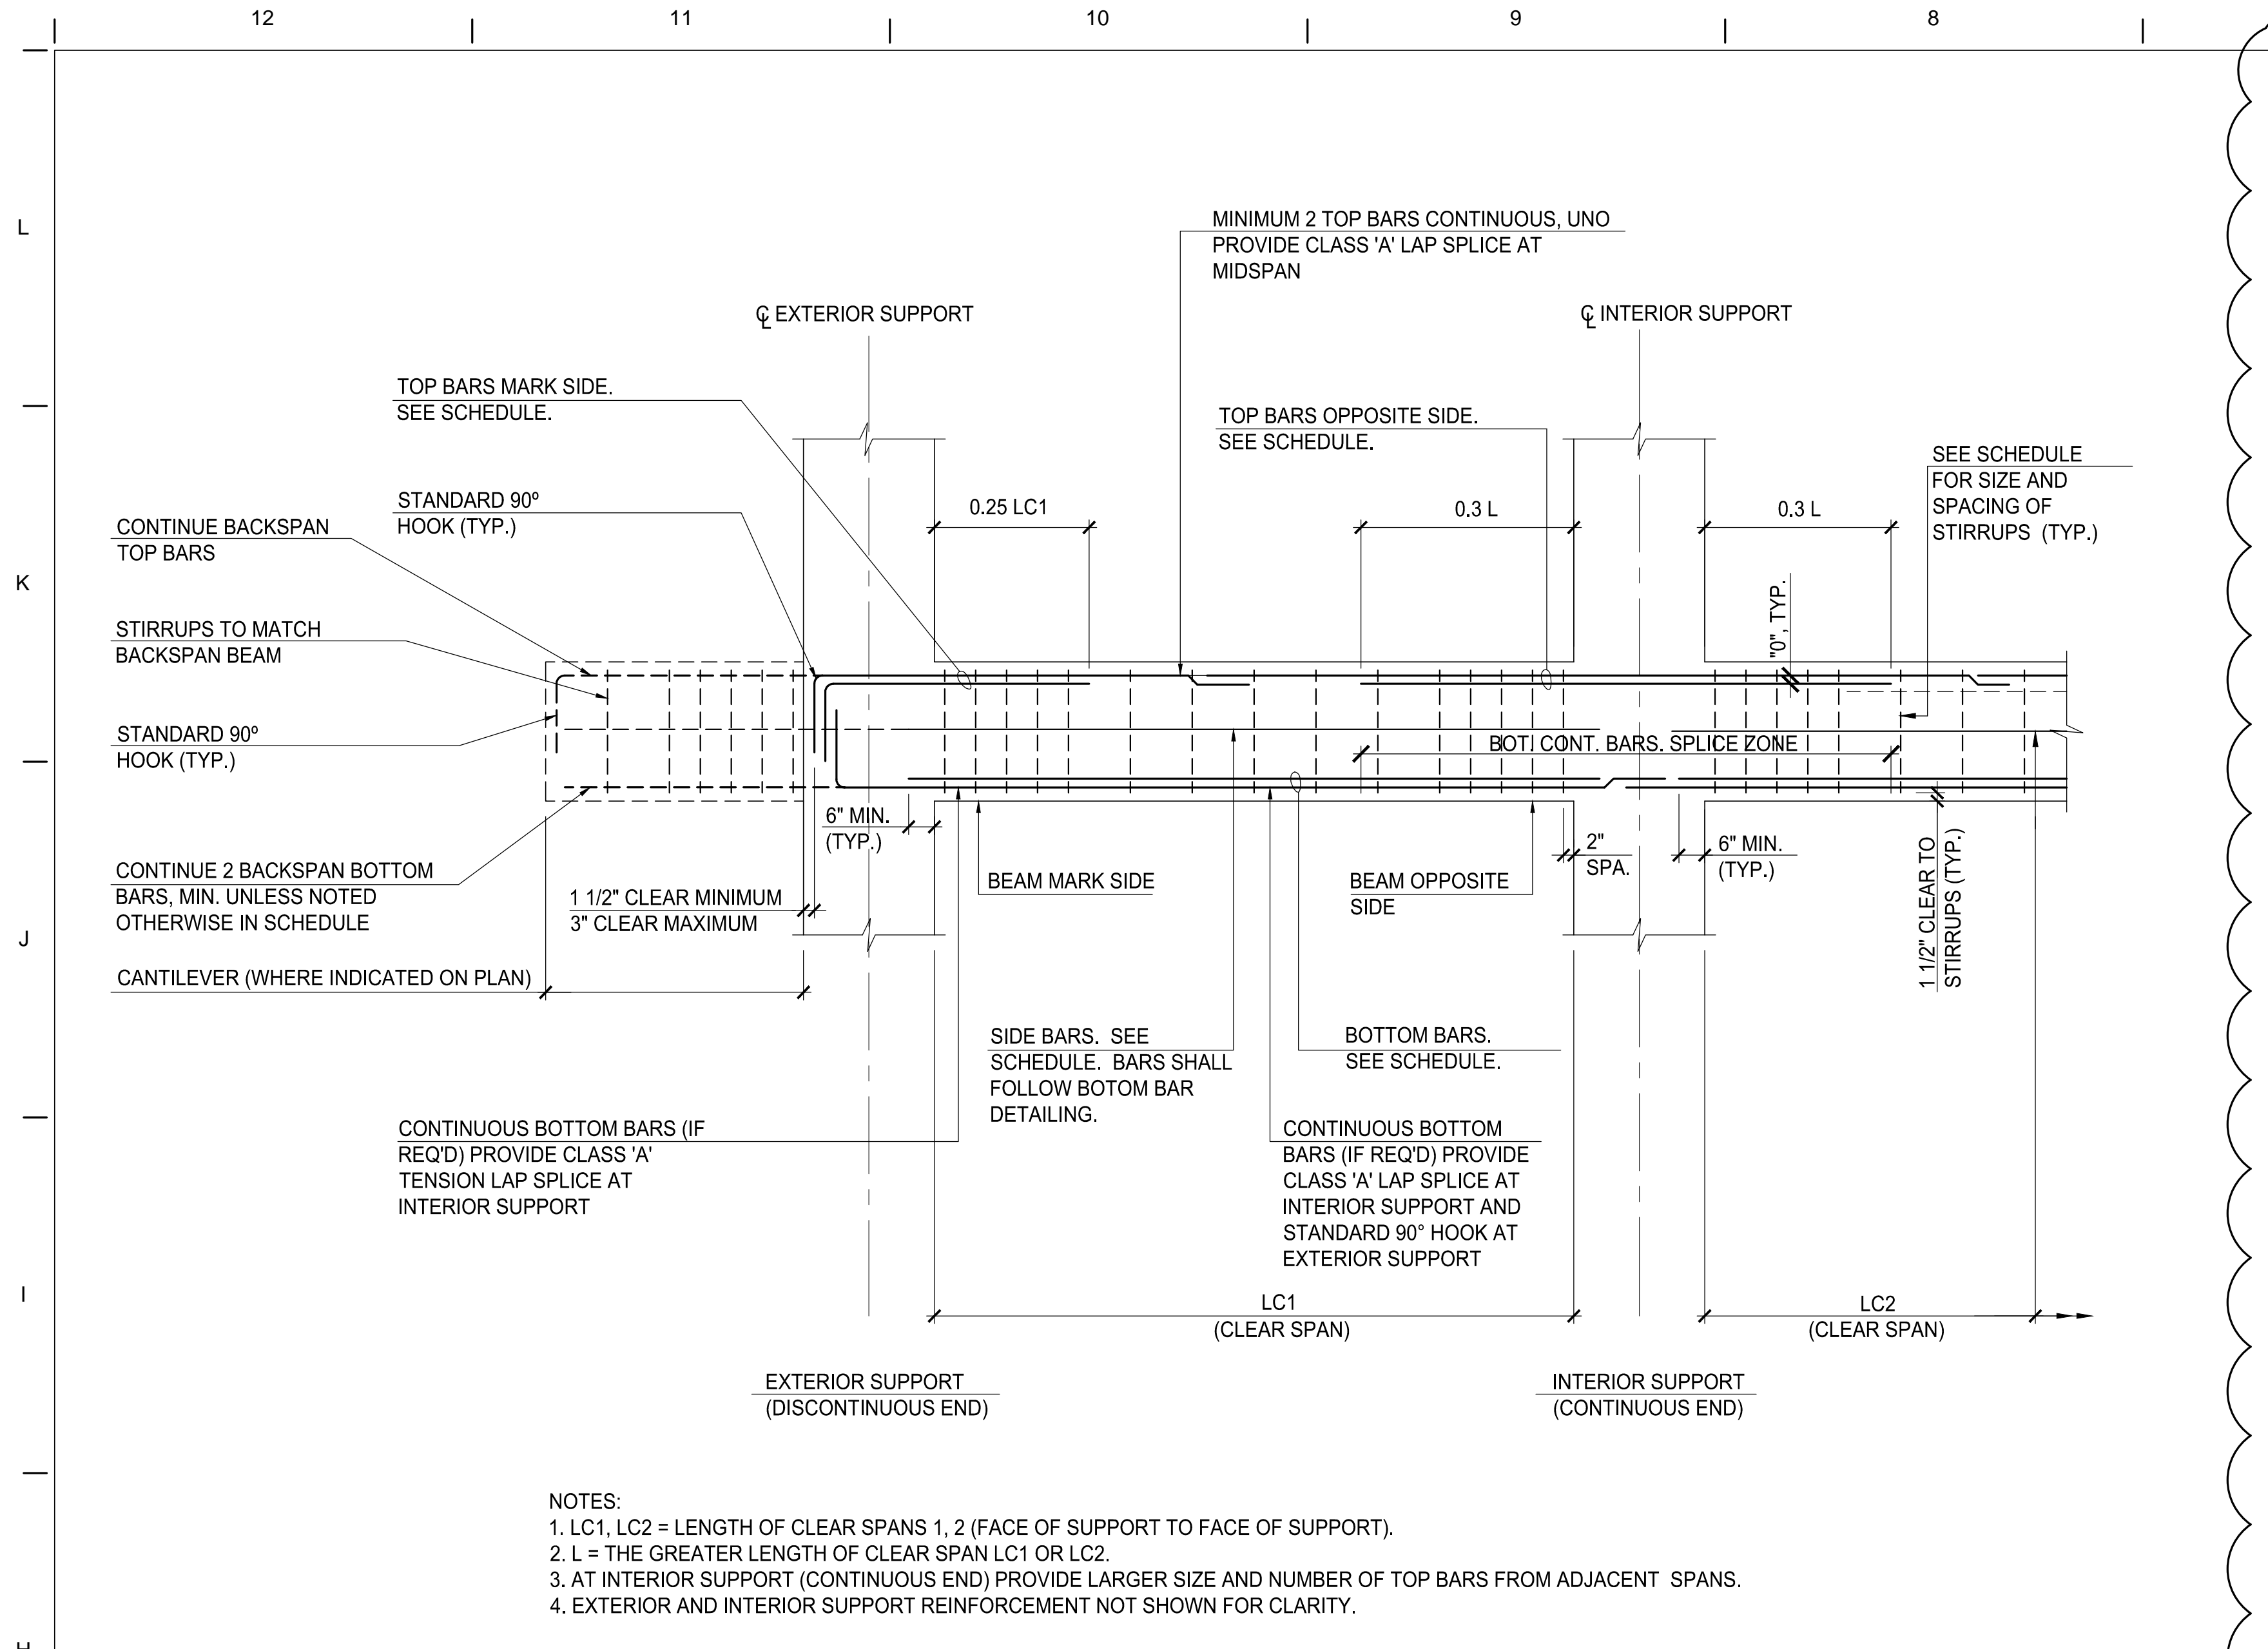 12 11 10 9 8
L
MINIMUM 2 TOP BARS CONTINUOUS, UNO
PROVIDE CLASS 'A' LAP SPLICE AT
MIDSPAN
℄ EXTERIOR SUPPORT
℄ INTERIOR SUPPORT
TOP BARS MARK SIDE.
SEE SCHEDULE.
TOP BARS OPPOSITE SIDE.
SEE SCHEDULE.
SEE SCHEDULE
FOR SIZE AND
SPACING OF
STIRRUPS (TYP.)
STANDARD 90º
HOOK (TYP.)
0.25 LC1
0.3 L
0.3 L
CONTINUE BACKSPAN
TOP BARS
K
"0", TYP.
STIRRUPS TO MATCH
BACKSPAN BEAM
STANDARD 90º
HOOK (TYP.)
BOT. CONT. BARS. SPLICE ZONE
6" MIN.
(TYP.)
2"
SPA.
6" MIN.
(TYP.)
1 1/2" CLEAR TO
STIRRUPS (TYP.)
CONTINUE 2 BACKSPAN BOTTOM
BARS, MIN. UNLESS NOTED
OTHERWISE IN SCHEDULE
1 1/2" CLEAR MINIMUM
3" CLEAR MAXIMUM
BEAM MARK SIDE
BEAM OPPOSITE
SIDE
J
CANTILEVER (WHERE INDICATED ON PLAN)
SIDE BARS. SEE
SCHEDULE. BARS SHALL
FOLLOW BOTOM BAR
DETAILING.
BOTTOM BARS.
SEE SCHEDULE.
CONTINUOUS BOTTOM BARS (IF
REQ'D) PROVIDE CLASS 'A'
TENSION LAP SPLICE AT
INTERIOR SUPPORT
CONTINUOUS BOTTOM
BARS (IF REQ'D) PROVIDE
CLASS 'A' LAP SPLICE AT
INTERIOR SUPPORT AND
STANDARD 90° HOOK AT
EXTERIOR SUPPORT
I
LC1
(CLEAR SPAN)
LC2
(CLEAR SPAN)
EXTERIOR SUPPORT
(DISCONTINUOUS END)
INTERIOR SUPPORT
(CONTINUOUS END)
NOTES:
1. LC1, LC2 = LENGTH OF CLEAR SPANS 1, 2 (FACE OF SUPPORT TO FACE OF SUPPORT).
2. L = THE GREATER LENGTH OF CLEAR SPAN LC1 OR LC2.
3. AT INTERIOR SUPPORT (CONTINUOUS END) PROVIDE LARGER SIZE AND NUMBER OF TOP BARS FROM ADJACENT SPANS.
4. EXTERIOR AND INTERIOR SUPPORT REINFORCEMENT NOT SHOWN FOR CLARITY.
H